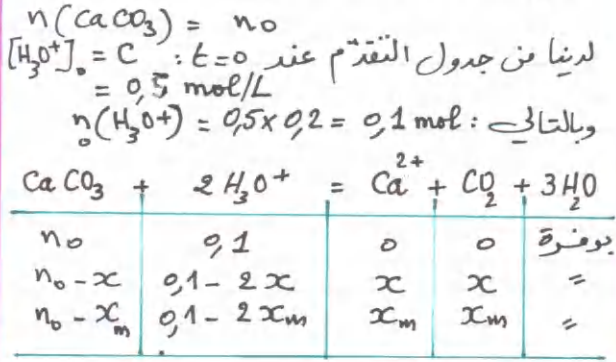 n(CaCO₃) = n₀
لدينا من جدول التقدّم عند t=0 : [H₃O⁺]₀ = C
= 0,5 mol/L
وبالتالي : n₀(H₃O⁺) = 0,5 x 0,2 = 0,1 mol
CaCO₃ + 2H₃O⁺ = Ca²⁺ + CO₂ + 3H₂O
n₀ 0,1 0 0 بوفرة
n₀ - x 0,1 - 2x x x =
n₀ - xₘ 0,1 - 2xₘ xₘ xₘ =